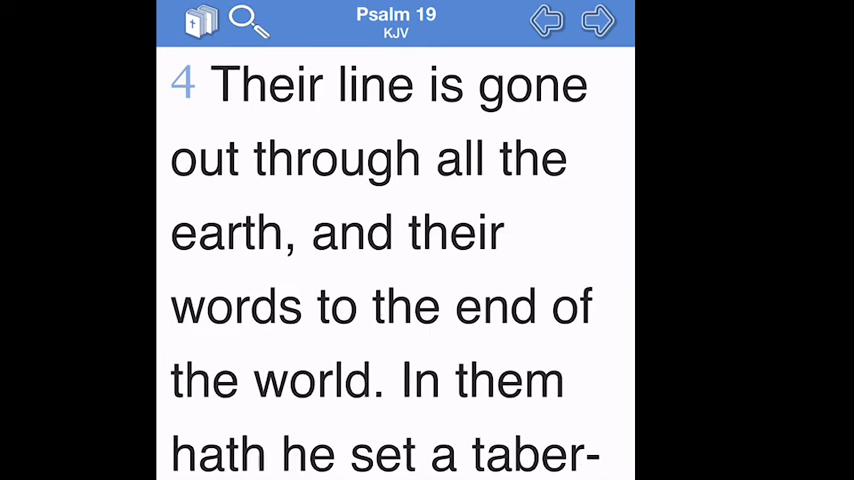 Psalm 19
KJV
4 Their line is gone
out through all the
earth, and their
words to the end of
the world. In them
hath he set a taber-